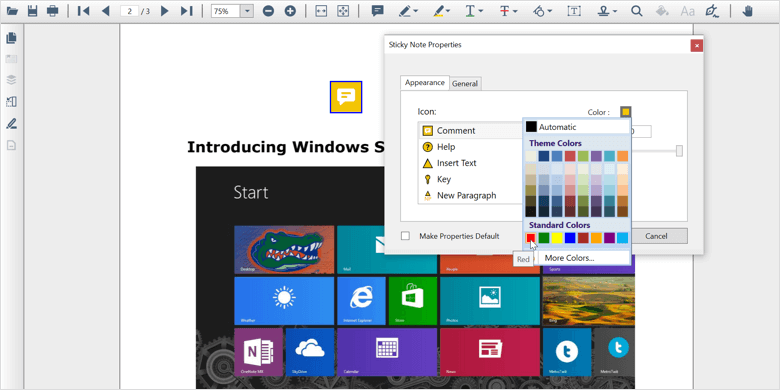 2 / 3
75%
Sticky Note Properties
Appearance
General
Icon:
Color :
Comment
Help
Insert Text
Key
New Paragraph
Automatic
Theme Colors
Standard Colors
More Colors...
Red
Make Properties Default
Cancel
Introducing Windows S
Start
Desktop
Mail
Sports
Weather
Internet Explorer
Store
Photos
OneNote MX
SkyDrive
Calendar
News
MetroTwit
MetroTwit